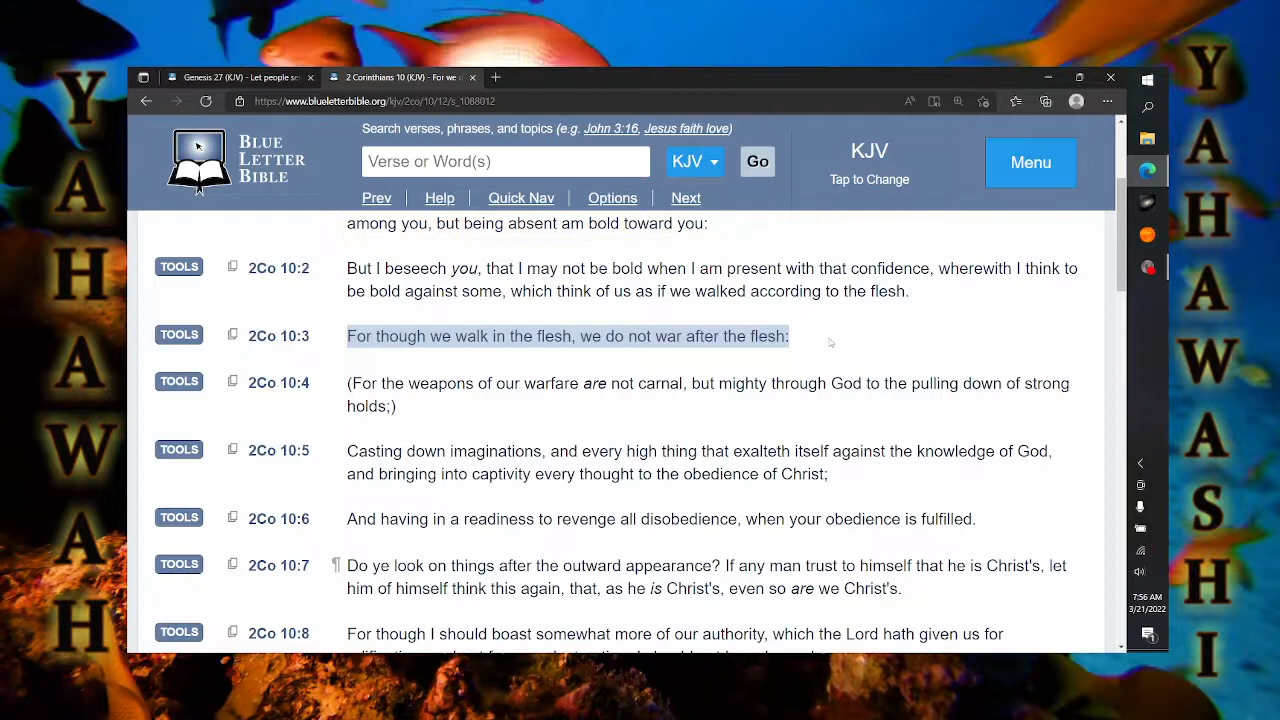 YAHAWAH
Genesis 27 (KJV) - Let people se
2 Corinthians 10 (KJV) - For we
https://www.blueletterbible.org/kjv/2co/10/12/s_1088012
BLUE
LETTER
BIBLE
Search verses, phrases, and topics (e.g. John 3:16, Jesus faith love)
Verse or Word(s)
KJV
Go
KJV
Tap to Change
Menu
Prev
Help
Quick Nav
Options
Next
among you, but being absent am bold toward you:
TOOLS 2Co 10:2 But I beseech you, that I may not be bold when I am present with that confidence, wherewith I think to
be bold against some, which think of us as if we walked according to the flesh.
TOOLS 2Co 10:3 For though we walk in the flesh, we do not war after the flesh:
TOOLS 2Co 10:4 (For the weapons of our warfare are not carnal, but mighty through God to the pulling down of strong
holds;)
TOOLS 2Co 10:5 Casting down imaginations, and every high thing that exalteth itself against the knowledge of God,
and bringing into captivity every thought to the obedience of Christ;
TOOLS 2Co 10:6 And having in a readiness to revenge all disobedience, when your obedience is fulfilled.
TOOLS 2Co 10:7 ¶ Do ye look on things after the outward appearance? If any man trust to himself that he is Christ's, let
him of himself think this again, that, as he is Christ's, even so are we Christ's.
TOOLS 2Co 10:8 For though I should boast somewhat more of our authority, which the Lord hath given us for
7:56 AM
3/21/2022
YAHAWASHI